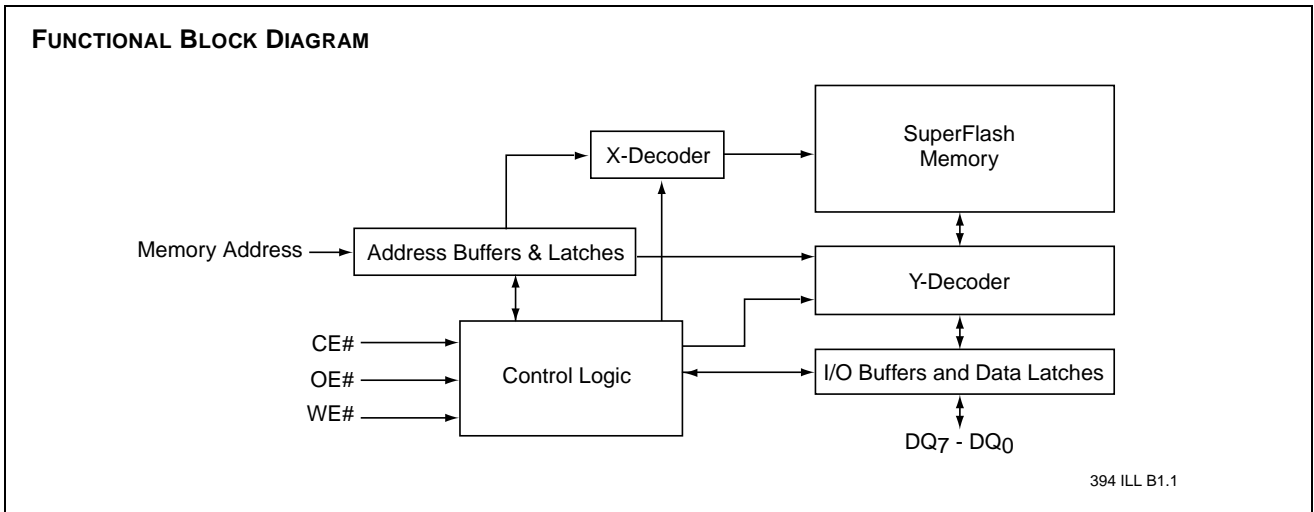 FUNCTIONAL BLOCK DIAGRAM
SuperFlash
Memory
X-Decoder
Memory Address
Address Buffers & Latches
Y-Decoder
CE#
OE#
WE#
Control Logic
I/O Buffers and Data Latches
DQ7 - DQ0
394 ILL B1.1